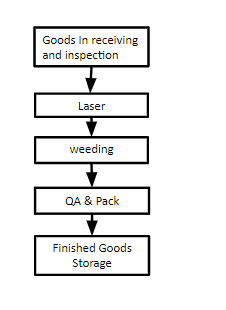 Goods In receiving
and inspection
Laser
weeding
QA & Pack
Finished Goods
Storage